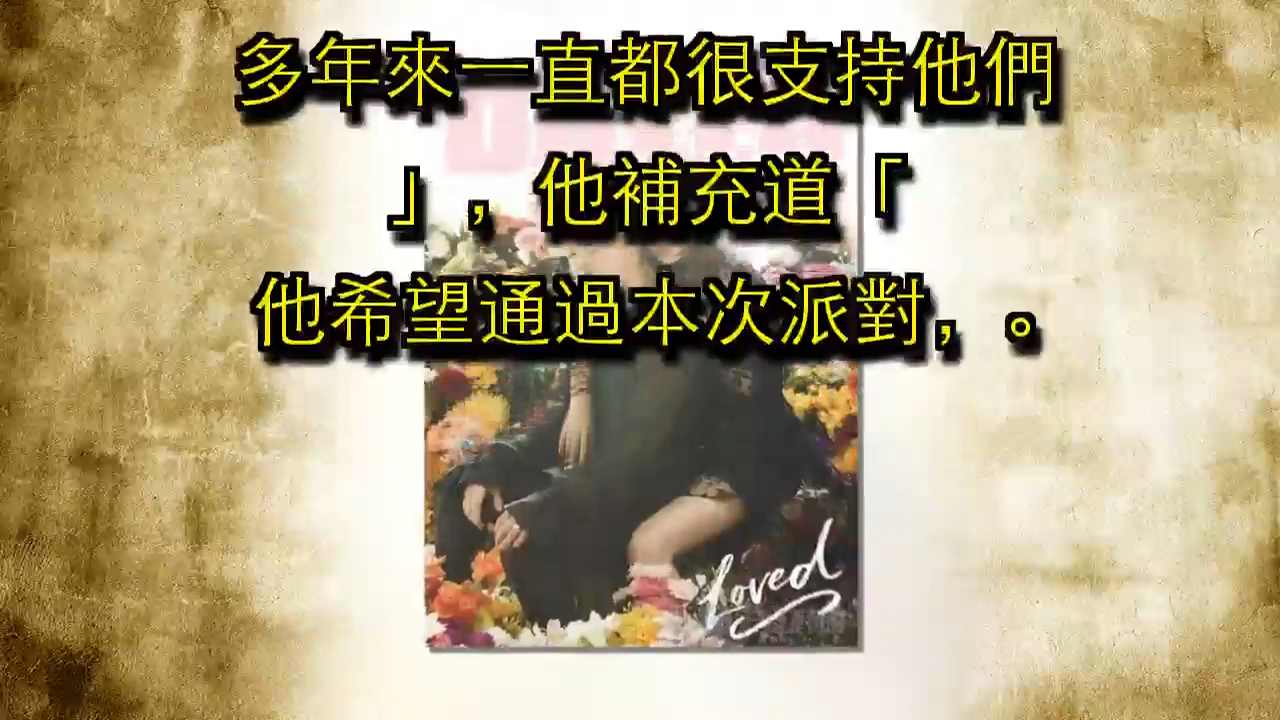 多年來一直都很支持他們
」，他補充道「
他希望通過本次派對，。
Loved